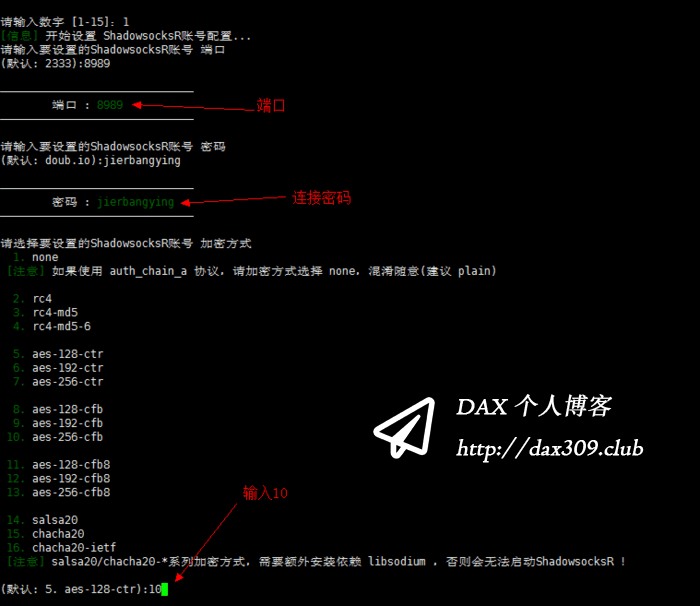 请输入数字 [1-15]: 1
[信息] 开始设置 ShadowsocksR账号配置...
请输入要设置的ShadowsocksR账号 端口
(默认: 2333):8989
端口 : 8989
端口
请输入要设置的ShadowsocksR账号 密码
(默认: doub.io):jierbangying
密码 : jierbangying
连接密码
请选择要设置的ShadowsocksR账号 加密方式
1. none
[注意] 如果使用 auth_chain_a 协议，请加密方式选择 none，混淆随意(建议 plain)
2. rc4
3. rc4-md5
4. rc4-md5-6
5. aes-128-ctr
6. aes-192-ctr
7. aes-256-ctr
8. aes-128-cfb
9. aes-192-cfb
10. aes-256-cfb
DAX 个人博客
http://dax309.club
11. aes-128-cfb8
12. aes-192-cfb8
13. aes-256-cfb8
输入10
14. salsa20
15. chacha20
16. chacha20-ietf
[注意] salsa20/chacha20-*系列加密方式，需要额外安装依赖 libsodium ，否则会无法启动ShadowsocksR !
(默认: 5. aes-128-ctr):10